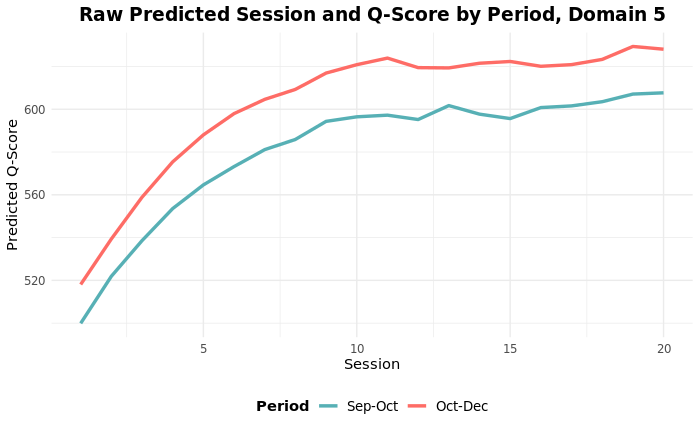 Raw Predicted Session and Q-Score by Period, Domain 5
Predicted Q-Score
600
560
520
5 10 15 20
Session
Period Sep-Oct Oct-Dec